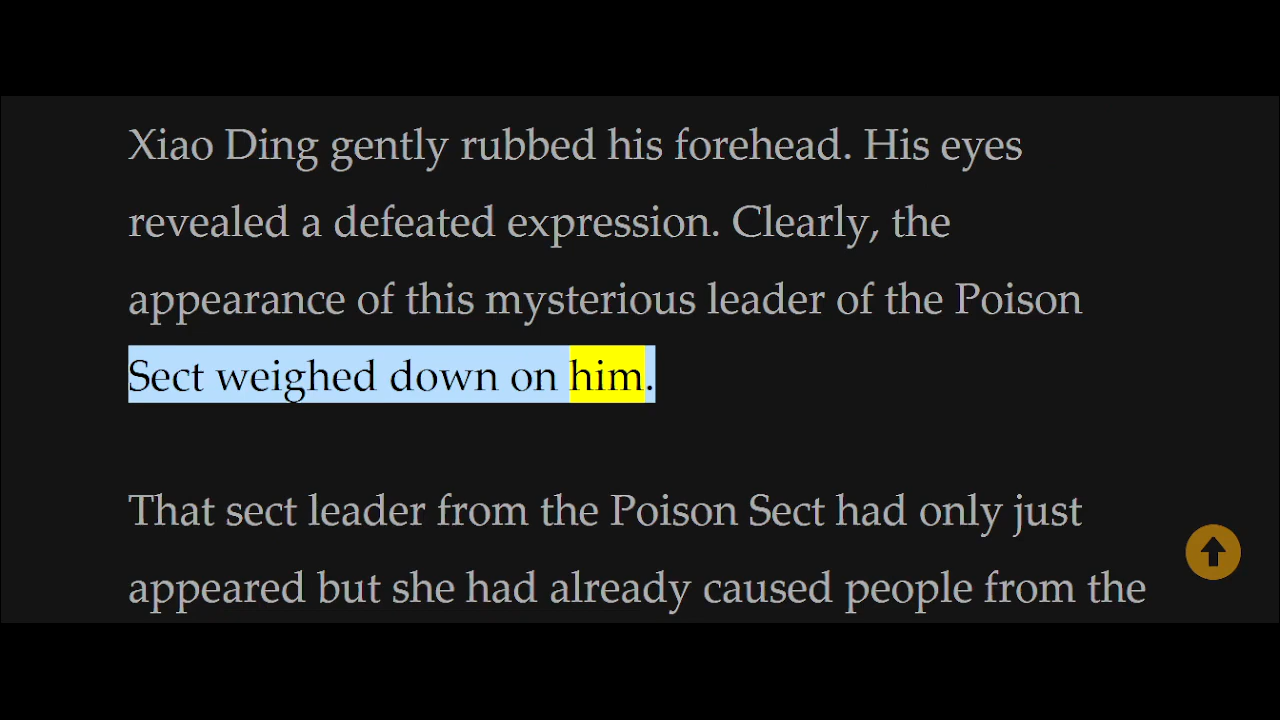 Xiao Ding gently rubbed his forehead. His eyes
revealed a defeated expression. Clearly, the
appearance of this mysterious leader of the Poison
Sect weighed down on him.
That sect leader from the Poison Sect had only just
appeared but she had already caused people from the